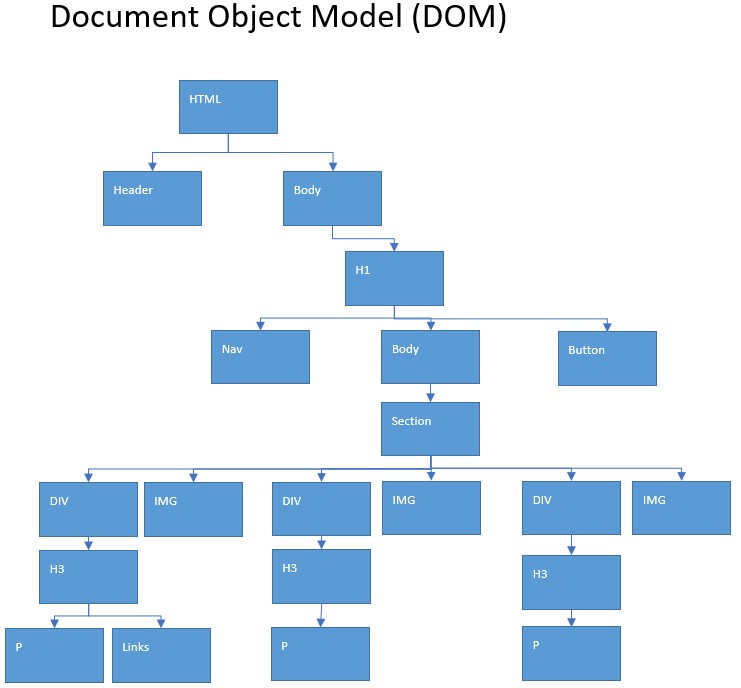 Document Object Model (DOM)
HTML
Header
Body
H1
Nav
Body
Button
Section
DIV
IMG
DIV
IMG
DIV
IMG
H3
H3
H3
P
Links
P
P